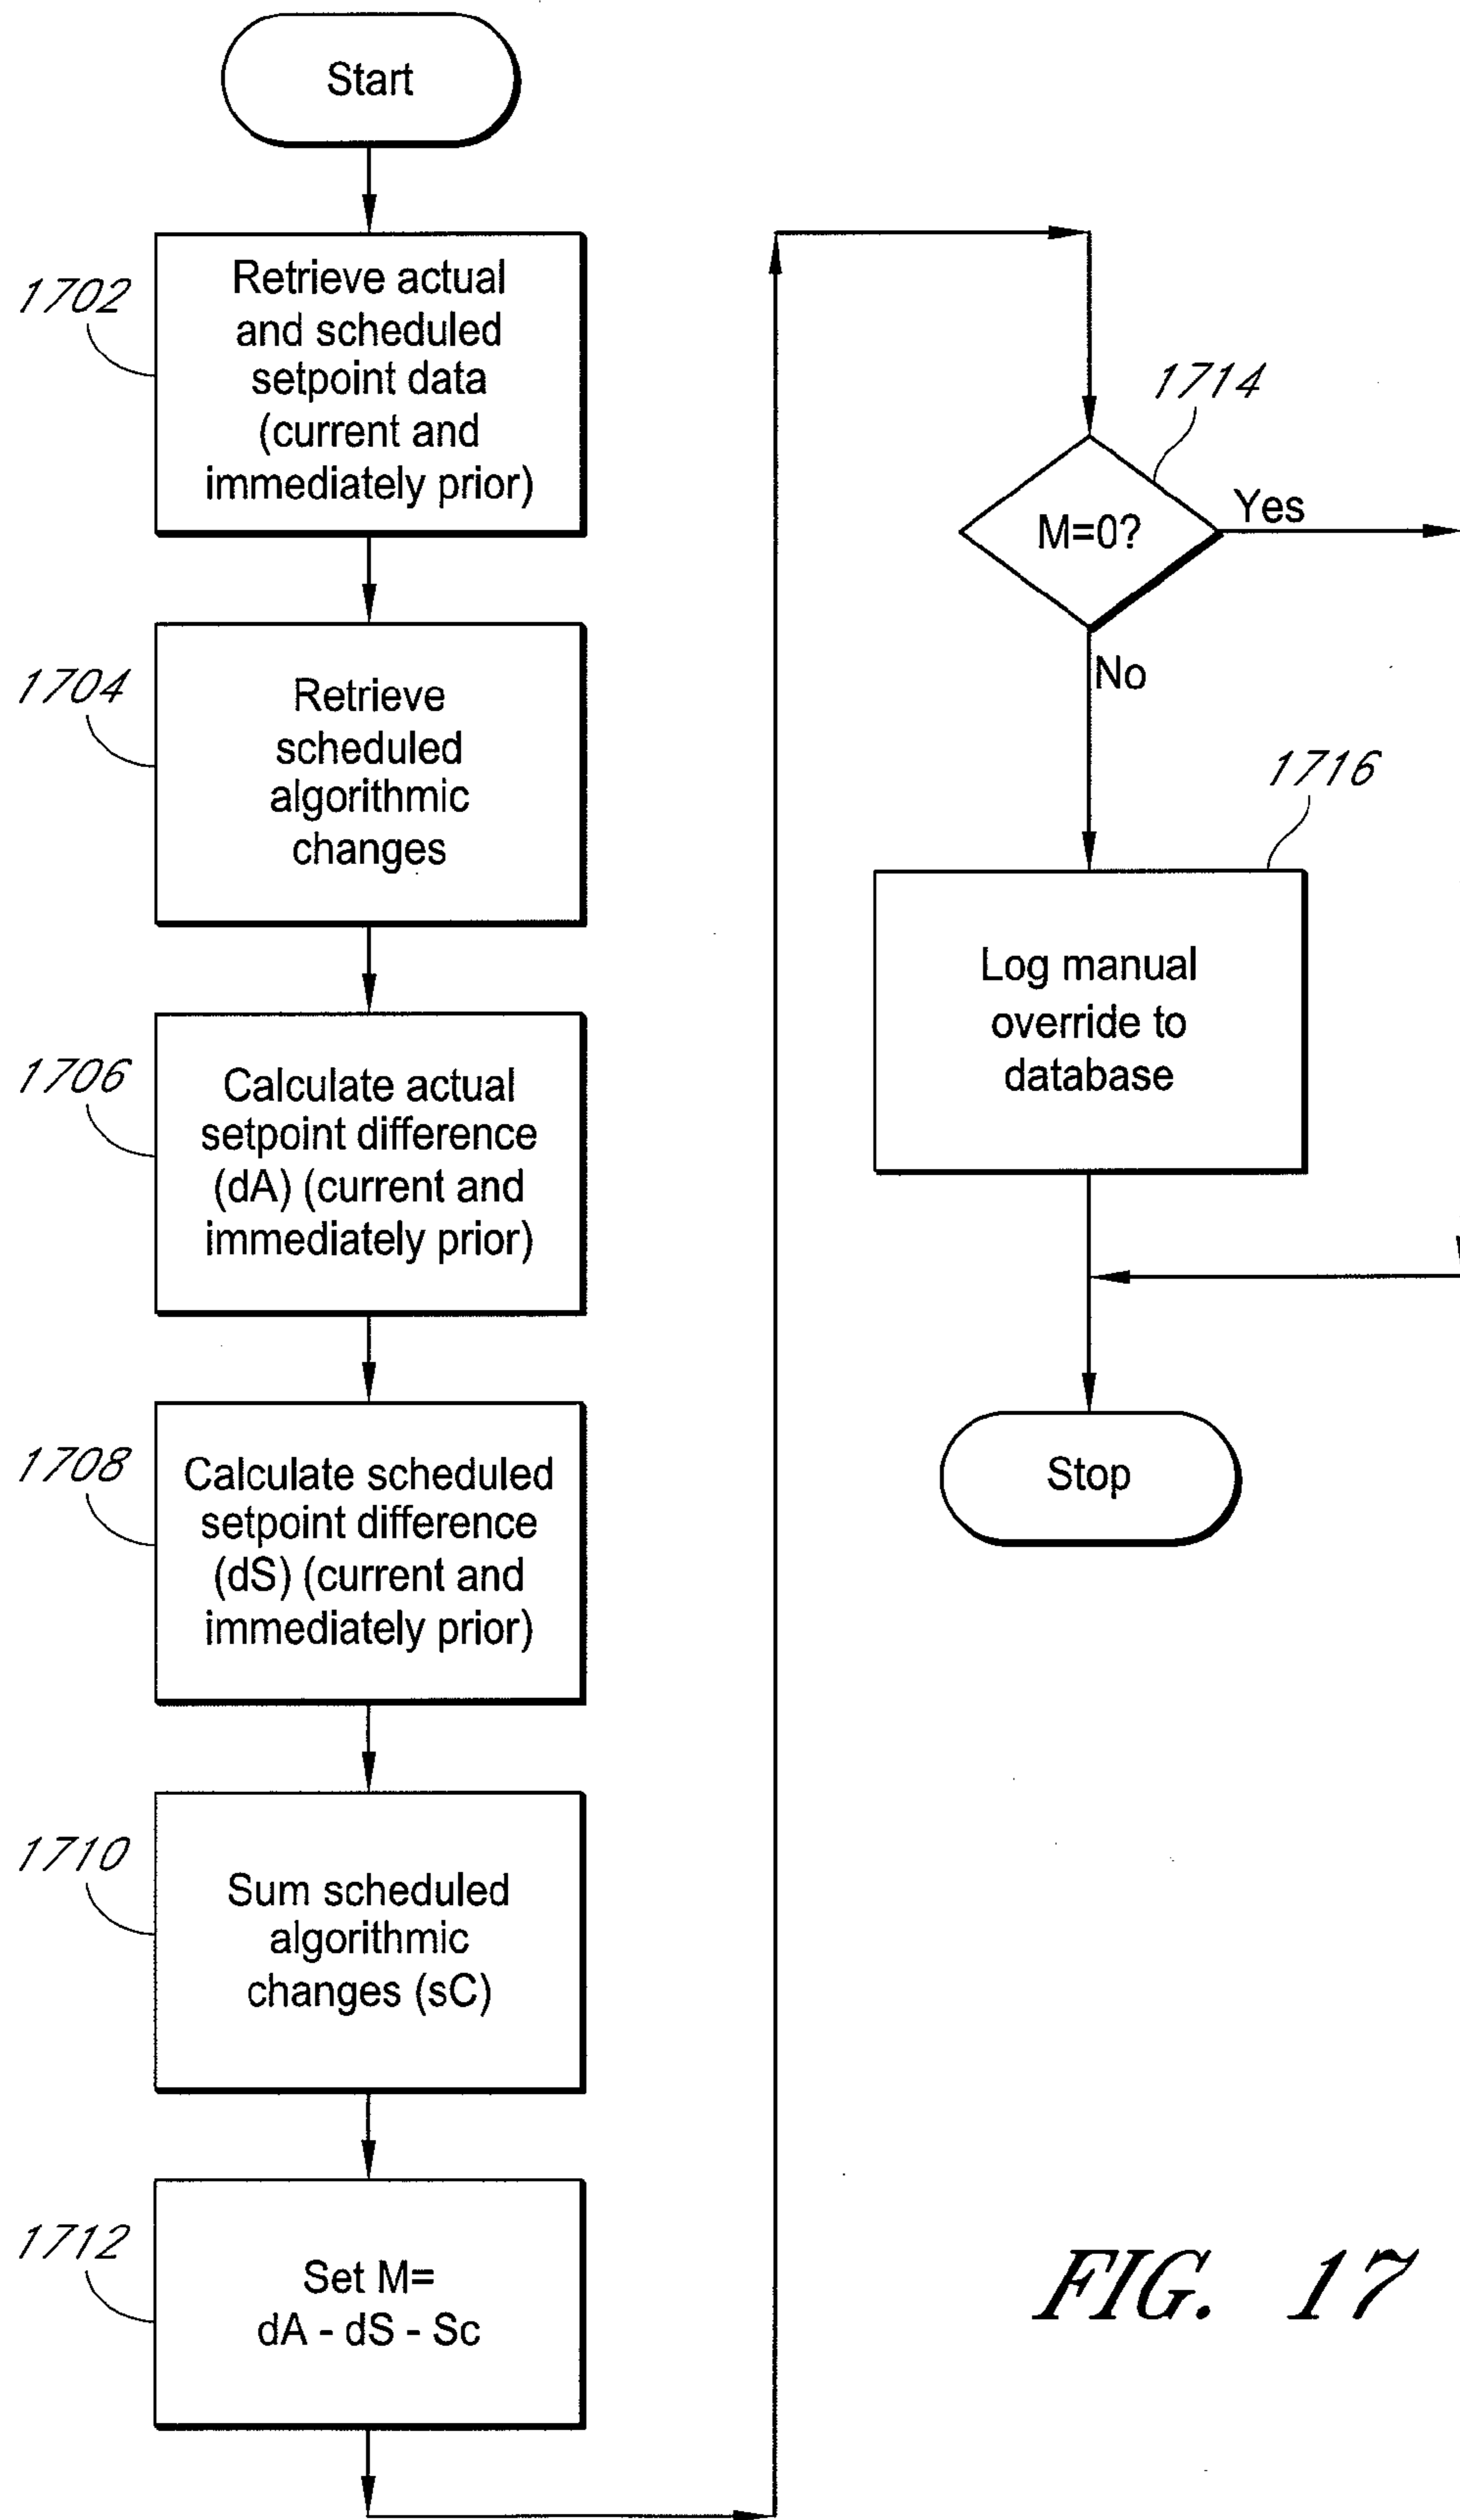 Start
1702
Retrieve actual
and scheduled
setpoint data
(current and
immediately prior)
1704
Retrieve
scheduled
algorithmic
changes
1706
Calculate actual
setpoint difference
(dA) (current and
immediately prior)
1708
Calculate scheduled
setpoint difference
(dS) (current and
immediately prior)
1710
Sum scheduled
algorithmic
changes (sC)
1712
Set M=
dA - dS - Sc
1714
M=0?
Yes
No
1716
Log manual
override to
database
Stop
FIG. 17